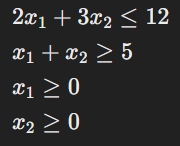 2x₁ + 3x₂ ≤ 12
x₁ + x₂ ≥ 5
x₁ ≥ 0
x₂ ≥ 0